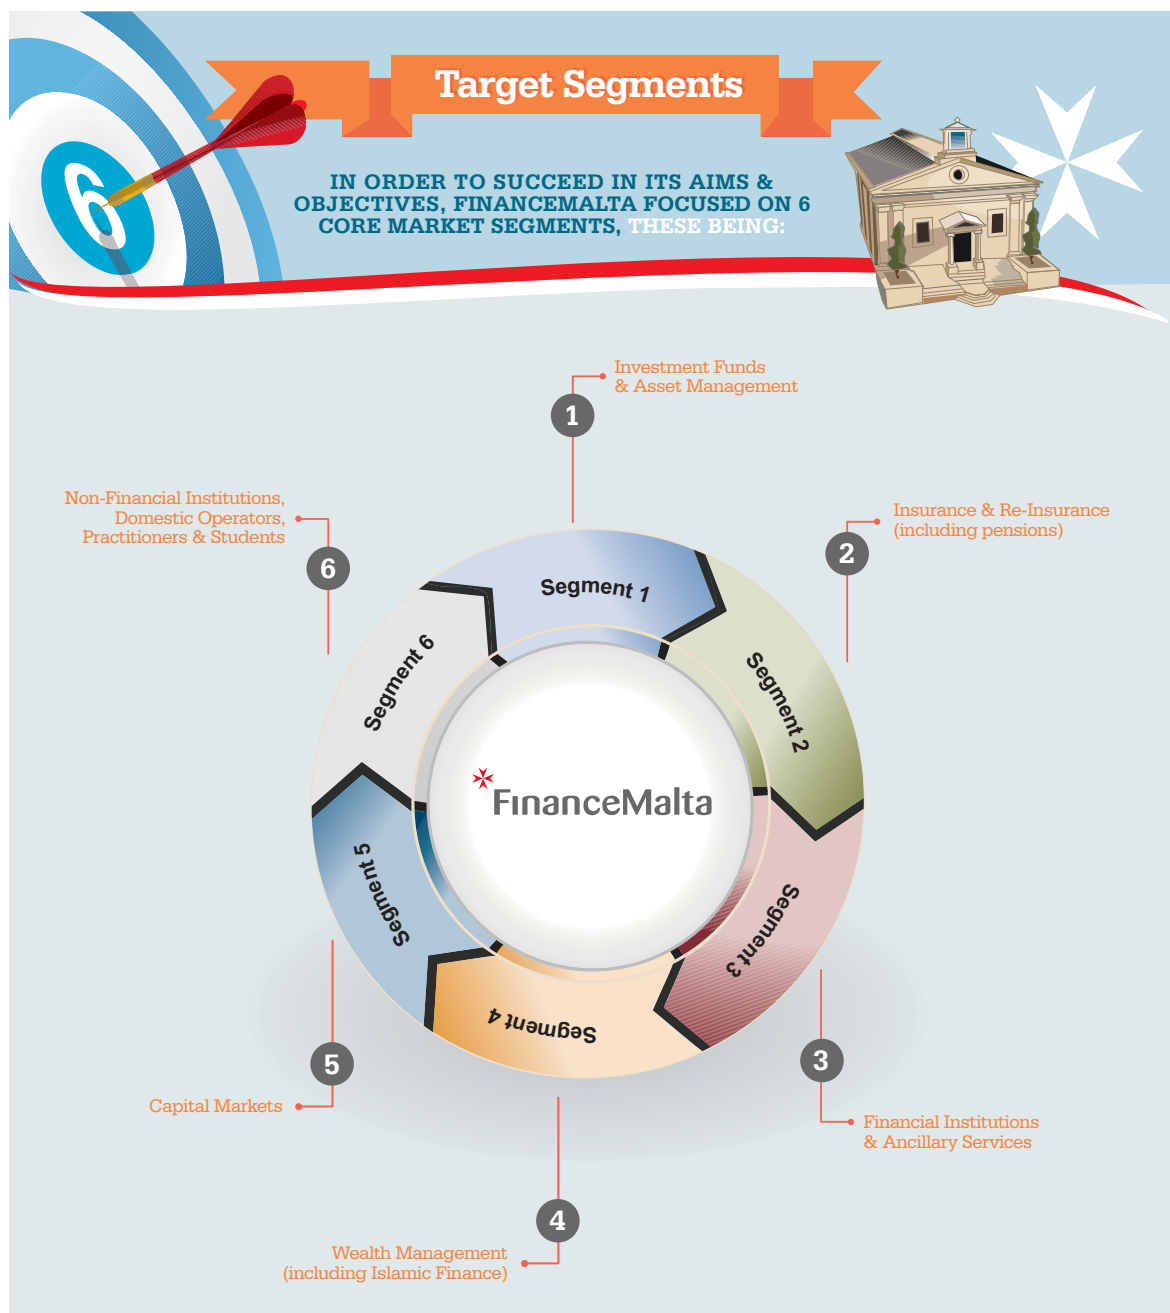 Target Segments
6
IN ORDER TO SUCCEED IN ITS AIMS &
OBJECTIVES, FINANCEMALTA FOCUSED ON 6
CORE MARKET SEGMENTS, THESE BEING:
Investment Funds
& Asset Management
1
Insurance & Re-Insurance
(including pensions)
2
Non-Financial Institutions,
Domestic Operators,
Practitioners & Students
6
Segment 1
Segment 2
Segment 3
Segment 4
Segment 5
Segment 6
FinanceMalta
3
Financial Institutions
& Ancillary Services
5
Capital Markets
4
Wealth Management
(including Islamic Finance)